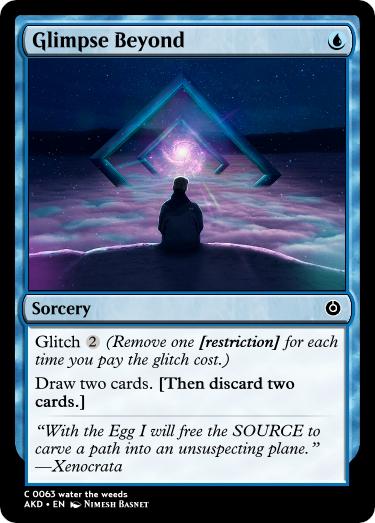 Glimpse Beyond
Sorcery
Glitch 2 (Remove one [restriction] for each
time you pay the glitch cost.)
Draw two cards. [Then discard two
cards.]
“With the Egg I will free the SOURCE to
carve a path into an unsuspecting plane.”
—Xenocrata
C 0063 water the weeds
AKD • EN Nimesh Basnet